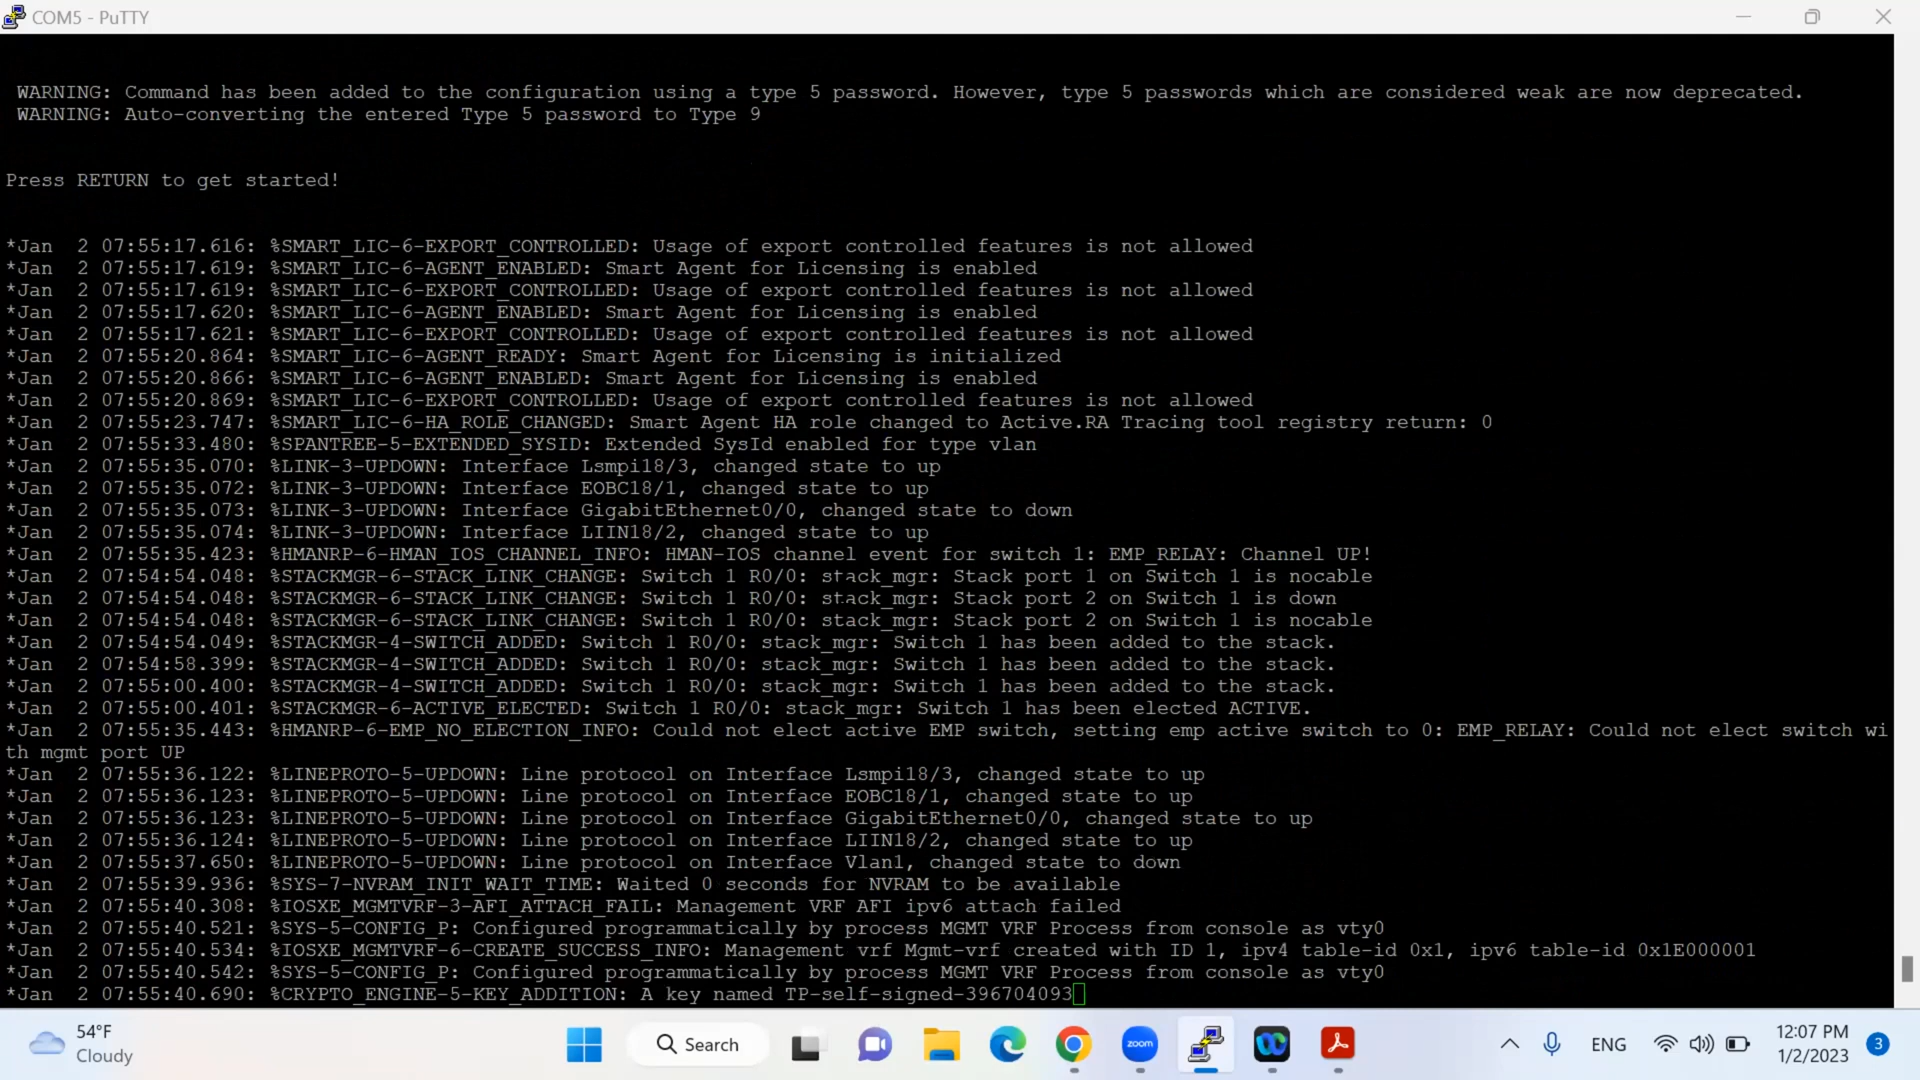 COM5 - PuTTY
WARNING: Command has been added to the configuration using a type 5 password. However, type 5 passwords which are considered weak are now deprecated.
WARNING: Auto-converting the entered Type 5 password to Type 9
Press RETURN to get started!
*Jan  2 07:55:17.616: %SMART_LIC-6-EXPORT_CONTROLLED: Usage of export controlled features is not allowed
*Jan  2 07:55:17.619: %SMART_LIC-6-AGENT_ENABLED: Smart Agent for Licensing is enabled
*Jan  2 07:55:17.619: %SMART_LIC-6-EXPORT_CONTROLLED: Usage of export controlled features is not allowed
*Jan  2 07:55:17.620: %SMART_LIC-6-AGENT_ENABLED: Smart Agent for Licensing is enabled
*Jan  2 07:55:17.621: %SMART_LIC-6-EXPORT_CONTROLLED: Usage of export controlled features is not allowed
*Jan  2 07:55:20.864: %SMART_LIC-6-AGENT_READY: Smart Agent for Licensing is initialized
*Jan  2 07:55:20.866: %SMART_LIC-6-AGENT_ENABLED: Smart Agent for Licensing is enabled
*Jan  2 07:55:20.869: %SMART_LIC-6-EXPORT_CONTROLLED: Usage of export controlled features is not allowed
*Jan  2 07:55:23.747: %SMART_LIC-6-HA_ROLE_CHANGED: Smart Agent HA role changed to Active.RA Tracing tool registry return: 0
*Jan  2 07:55:33.480: %SPANTREE-5-EXTENDED_SYSID: Extended SysId enabled for type vlan
*Jan  2 07:55:35.070: %LINK-3-UPDOWN: Interface Lsmpi18/3, changed state to up
*Jan  2 07:55:35.072: %LINK-3-UPDOWN: Interface EOBC18/1, changed state to up
*Jan  2 07:55:35.073: %LINK-3-UPDOWN: Interface GigabitEthernet0/0, changed state to down
*Jan  2 07:55:35.074: %LINK-3-UPDOWN: Interface LIIN18/2, changed state to up
*Jan  2 07:55:35.423: %HMANRP-6-HMAN_IOS_CHANNEL_INFO: HMAN-IOS channel event for switch 1: EMP_RELAY: Channel UP!
*Jan  2 07:54:54.048: %STACKMGR-6-STACK_LINK_CHANGE: Switch 1 R0/0: stack_mgr: Stack port 1 on Switch 1 is nocable
*Jan  2 07:54:54.048: %STACKMGR-6-STACK_LINK_CHANGE: Switch 1 R0/0: stack_mgr: Stack port 2 on Switch 1 is down
*Jan  2 07:54:54.048: %STACKMGR-6-STACK_LINK_CHANGE: Switch 1 R0/0: stack_mgr: Stack port 2 on Switch 1 is nocable
*Jan  2 07:54:54.049: %STACKMGR-4-SWITCH_ADDED: Switch 1 R0/0: stack_mgr: Switch 1 has been added to the stack.
*Jan  2 07:54:58.399: %STACKMGR-4-SWITCH_ADDED: Switch 1 R0/0: stack_mgr: Switch 1 has been added to the stack.
*Jan  2 07:55:00.400: %STACKMGR-4-SWITCH_ADDED: Switch 1 R0/0: stack_mgr: Switch 1 has been added to the stack.
*Jan  2 07:55:00.401: %STACKMGR-6-ACTIVE_ELECTED: Switch 1 R0/0: stack_mgr: Switch 1 has been elected ACTIVE.
*Jan  2 07:55:35.443: %HMANRP-6-EMP_NO_ELECTION_INFO: Could not elect active EMP switch, setting emp active switch to 0: EMP_RELAY: Could not elect switch wi
th mgmt port UP
*Jan  2 07:55:36.122: %LINEPROTO-5-UPDOWN: Line protocol on Interface Lsmpi18/3, changed state to up
*Jan  2 07:55:36.123: %LINEPROTO-5-UPDOWN: Line protocol on Interface EOBC18/1, changed state to up
*Jan  2 07:55:36.123: %LINEPROTO-5-UPDOWN: Line protocol on Interface GigabitEthernet0/0, changed state to up
*Jan  2 07:55:36.124: %LINEPROTO-5-UPDOWN: Line protocol on Interface LIIN18/2, changed state to up
*Jan  2 07:55:37.650: %LINEPROTO-5-UPDOWN: Line protocol on Interface Vlan1, changed state to down
*Jan  2 07:55:39.936: %SYS-7-NVRAM_INIT_WAIT_TIME: Waited 0 seconds for NVRAM to be available
*Jan  2 07:55:40.308: %IOSXE_MGMTVRF-3-AFI_ATTACH_FAIL: Management VRF AFI ipv6 attach failed
*Jan  2 07:55:40.521: %SYS-5-CONFIG_P: Configured programmatically by process MGMT VRF Process from console as vty0
*Jan  2 07:55:40.534: %IOSXE_MGMTVRF-6-CREATE_SUCCESS_INFO: Management vrf Mgmt-vrf created with ID 1, ipv4 table-id 0x1, ipv6 table-id 0x1E000001
*Jan  2 07:55:40.542: %SYS-5-CONFIG_P: Configured programmatically by process MGMT VRF Process from console as vty0
*Jan  2 07:55:40.690: %CRYPTO_ENGINE-5-KEY_ADDITION: A key named TP-self-signed-396704093
54°F
Cloudy
Search
zoom
ENG
12:07 PM
1/2/2023
3